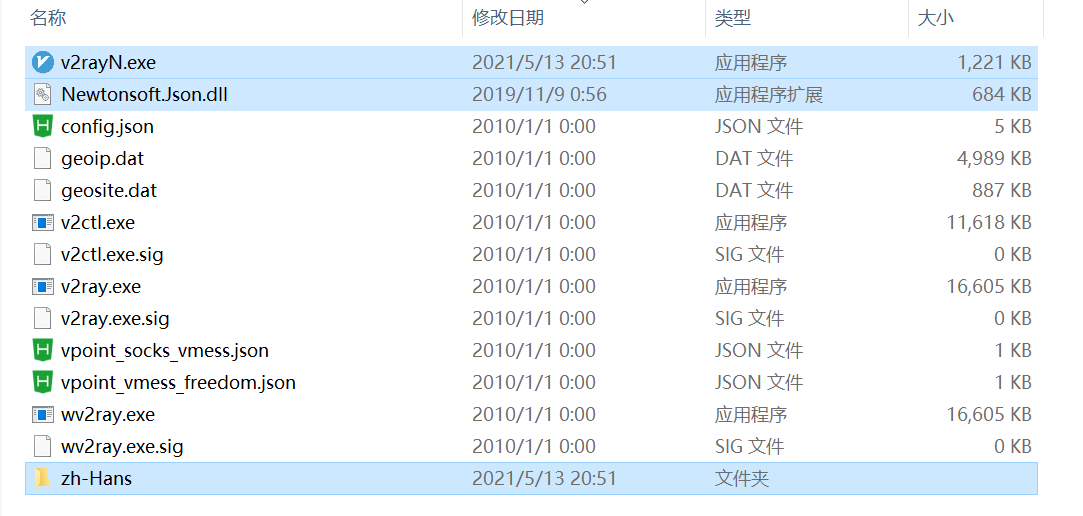 名称 修改日期 类型 大小
v2rayN.exe 2021/5/13 20:51 应用程序 1,221 KB
Newtonsoft.Json.dll 2019/11/9 0:56 应用程序扩展 684 KB
config.json 2010/1/1 0:00 JSON 文件 5 KB
geoip.dat 2010/1/1 0:00 DAT 文件 4,989 KB
geosite.dat 2010/1/1 0:00 DAT 文件 887 KB
v2ctl.exe 2010/1/1 0:00 应用程序 11,618 KB
v2ctl.exe.sig 2010/1/1 0:00 SIG 文件 0 KB
v2ray.exe 2010/1/1 0:00 应用程序 16,605 KB
v2ray.exe.sig 2010/1/1 0:00 SIG 文件 0 KB
vpoint_socks_vmess.json 2010/1/1 0:00 JSON 文件 1 KB
vpoint_vmess_freedom.json 2010/1/1 0:00 JSON 文件 1 KB
wv2ray.exe 2010/1/1 0:00 应用程序 16,605 KB
wv2ray.exe.sig 2010/1/1 0:00 SIG 文件 0 KB
zh-Hans 2021/5/13 20:51 文件夹